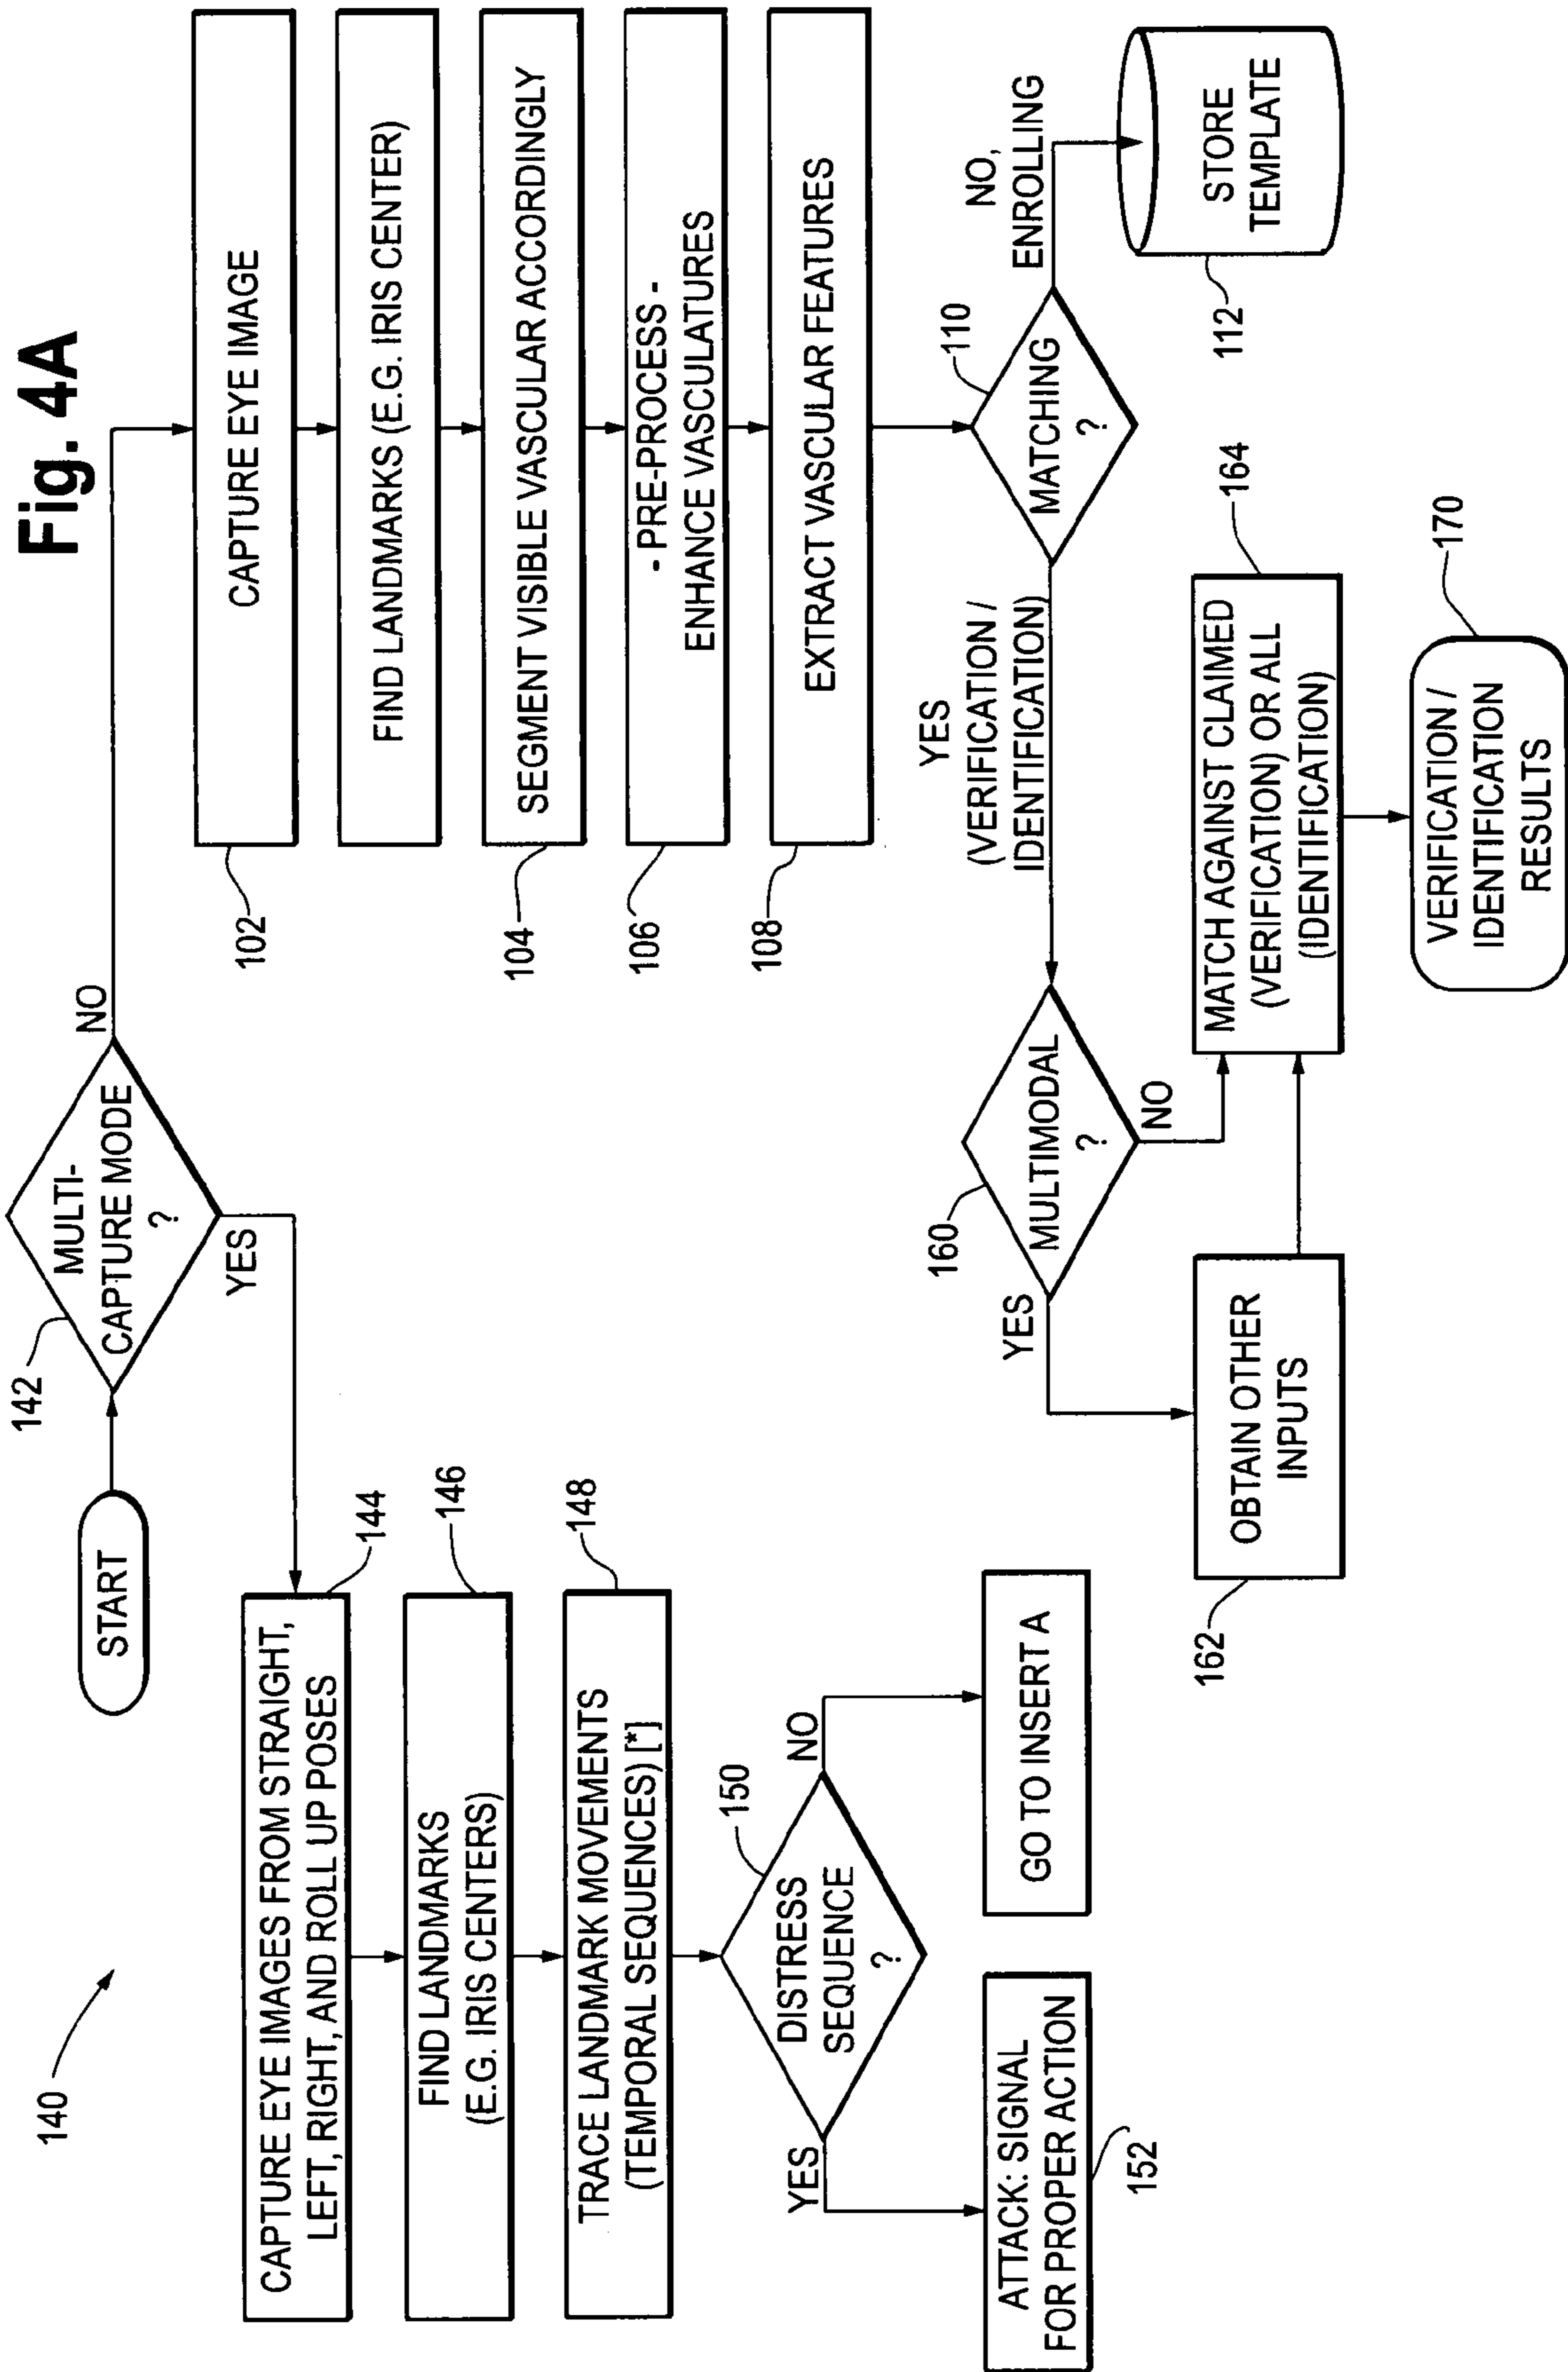 Fig. 4A
140
START
142
MULTI-
CAPTURE MODE
?
NO
YES
CAPTURE EYE IMAGES FROM STRAIGHT,
LEFT, RIGHT, AND ROLL UP POSES
144
FIND LANDMARKS
(E.G. IRIS CENTERS)
146
TRACE LANDMARK MOVEMENTS
(TEMPORAL SEQUENCES) [*]
148
DISTRESS
SEQUENCE
?
150
YES
NO
ATTACK: SIGNAL
FOR PROPER ACTION
152
GO TO INSERT A
CAPTURE EYE IMAGE
102
FIND LANDMARKS (E.G. IRIS CENTER)
SEGMENT VISIBLE VASCULAR ACCORDINGLY
104
- PRE-PROCESS -
ENHANCE VASCULATURES
106
EXTRACT VASCULAR FEATURES
108
MATCHING
?
110
NO,
ENROLLING
STORE
TEMPLATE
112
YES
(VERIFICATION /
IDENTIFICATION)
MULTIMODAL
?
160
YES
NO
OBTAIN OTHER
INPUTS
162
MATCH AGAINST CLAIMED
(VERIFICATION) OR ALL
(IDENTIFICATION)
164
VERIFICATION /
IDENTIFICATION
RESULTS
170